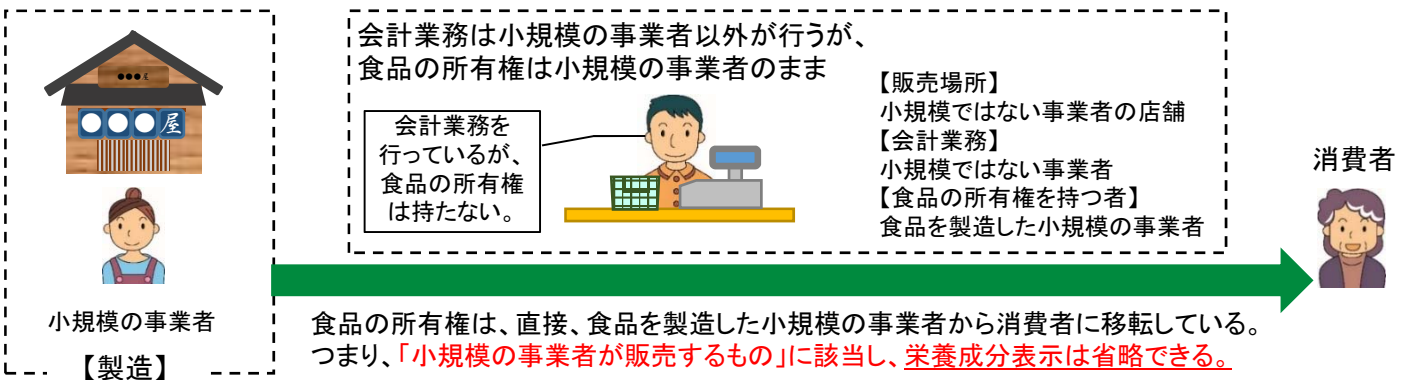 ●●●屋
●●●屋
小規模の事業者
【製造】
会計業務は小規模の事業者以外が行うが、
食品の所有権は小規模の事業者のまま
会計業務を
行っているが、
食品の所有権
は持たない。
【販売場所】
小規模ではない事業者の店舗
【会計業務】
小規模ではない事業者
【食品の所有権を持つ者】
食品を製造した小規模の事業者
消費者
食品の所有権は、直接、食品を製造した小規模の事業者から消費者に移転している。
つまり、「小規模の事業者が販売するもの」に該当し、栄養成分表示は省略できる。